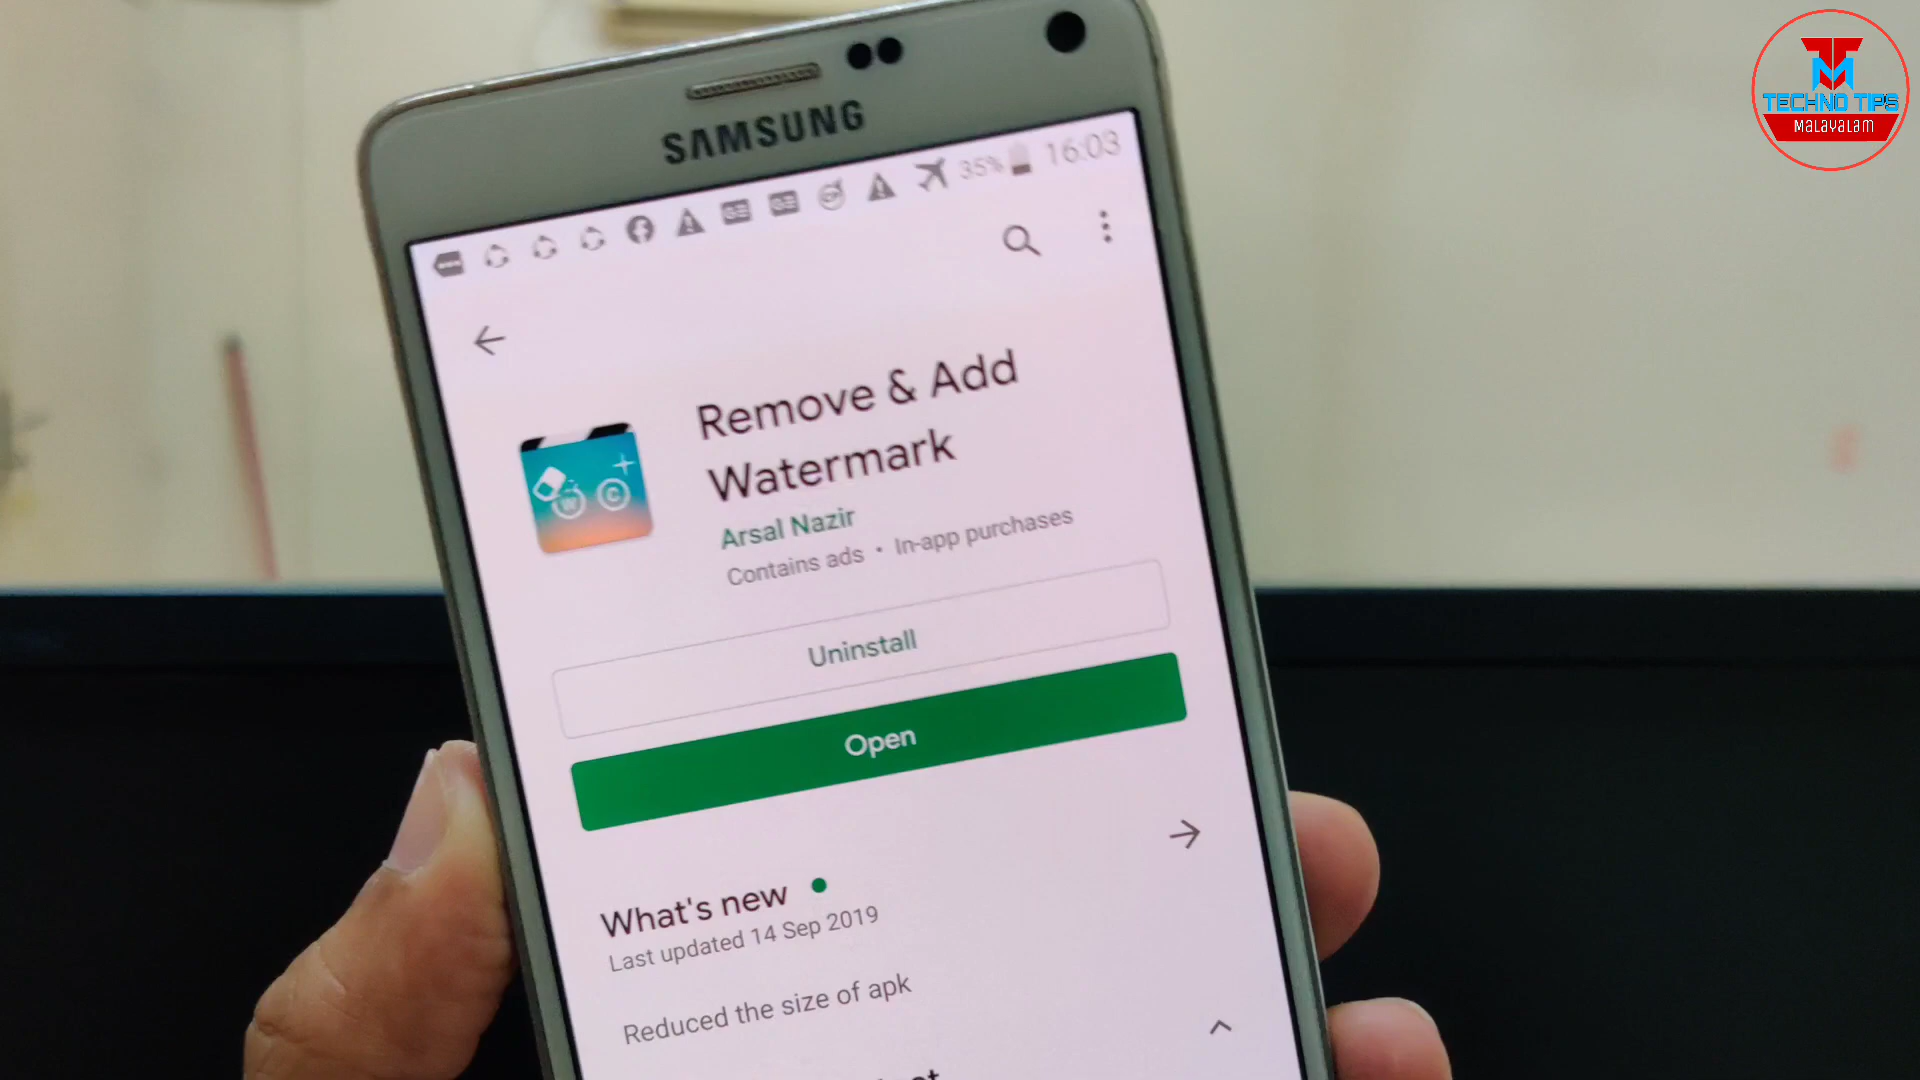 SAMSUNG
35% 16:03
Remove & Add
Watermark
Arsal Nazir
Contains ads • In-app purchases
Uninstall
Open
What's new
Last updated 14 Sep 2019
Reduced the size of apk
TM
TECHNO TIPS
MALAYALAM